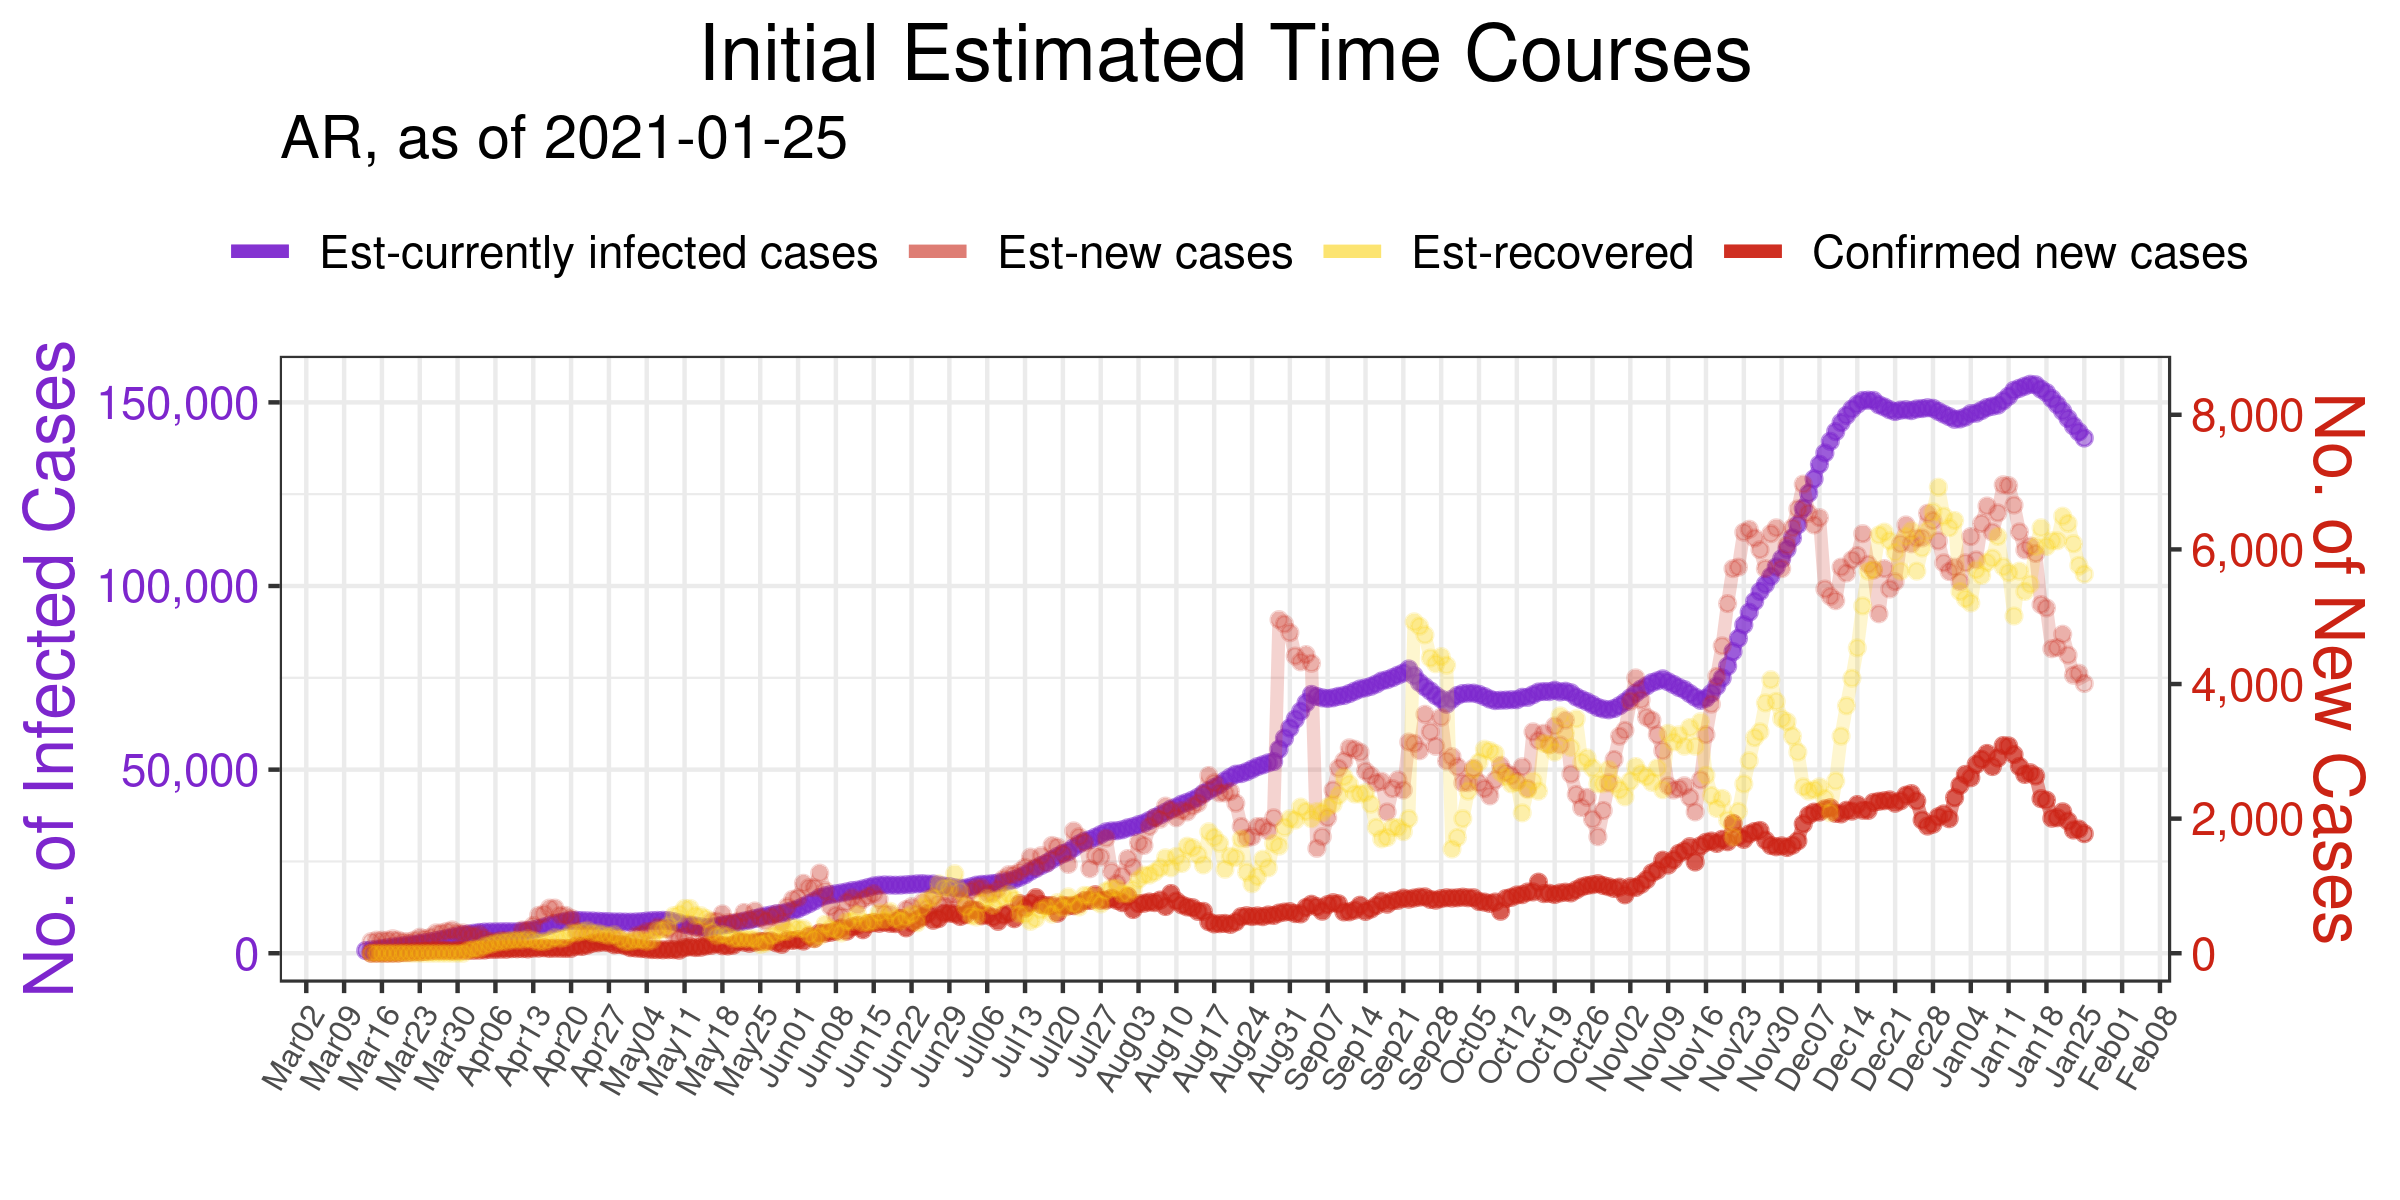 Initial Estimated Time Courses
AR, as of 2021-01-25
Est-currently infected cases Est-new cases Est-recovered Confirmed new cases
No. of Infected Cases
150,000
100,000
50,000
0
8,000
6,000
4,000
2,000
0
No. of New Cases
Mar02 Mar09 Mar16 Mar23 Mar30 Apr06 Apr13 Apr20 Apr27 May04 May11 May18 May25 Jun01 Jun08 Jun15 Jun22 Jun29 Jul06 Jul13 Jul20 Jul27 Aug03 Aug10 Aug17 Aug24 Aug31 Sep07 Sep14 Sep21 Sep28 Oct05 Oct12 Oct19 Oct26 Nov02 Nov09 Nov16 Nov23 Nov30 Dec07 Dec14 Dec21 Dec28 Jan04 Jan11 Jan18 Jan25 Feb01 Feb08